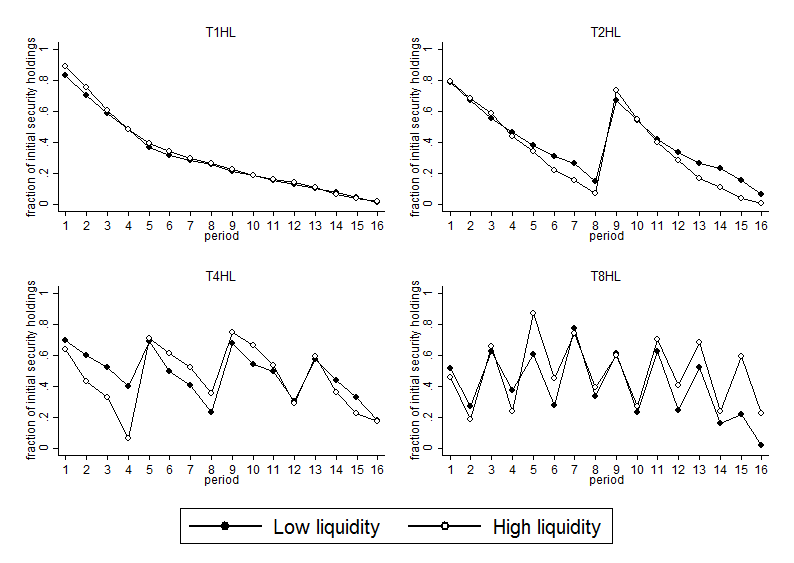 T1HL
fraction of initial security holdings
0 .2 .4 .6 .8 1
1 2 3 4 5 6 7 8 9 10 11 12 13 14 15 16
period
T2HL
fraction of initial security holdings
0 .2 .4 .6 .8 1
1 2 3 4 5 6 7 8 9 10 11 12 13 14 15 16
period
T4HL
fraction of initial security holdings
0 .2 .4 .6 .8 1
1 2 3 4 5 6 7 8 9 10 11 12 13 14 15 16
period
T8HL
fraction of initial security holdings
0 .2 .4 .6 .8 1
1 2 3 4 5 6 7 8 9 10 11 12 13 14 15 16
period
Low liquidity High liquidity